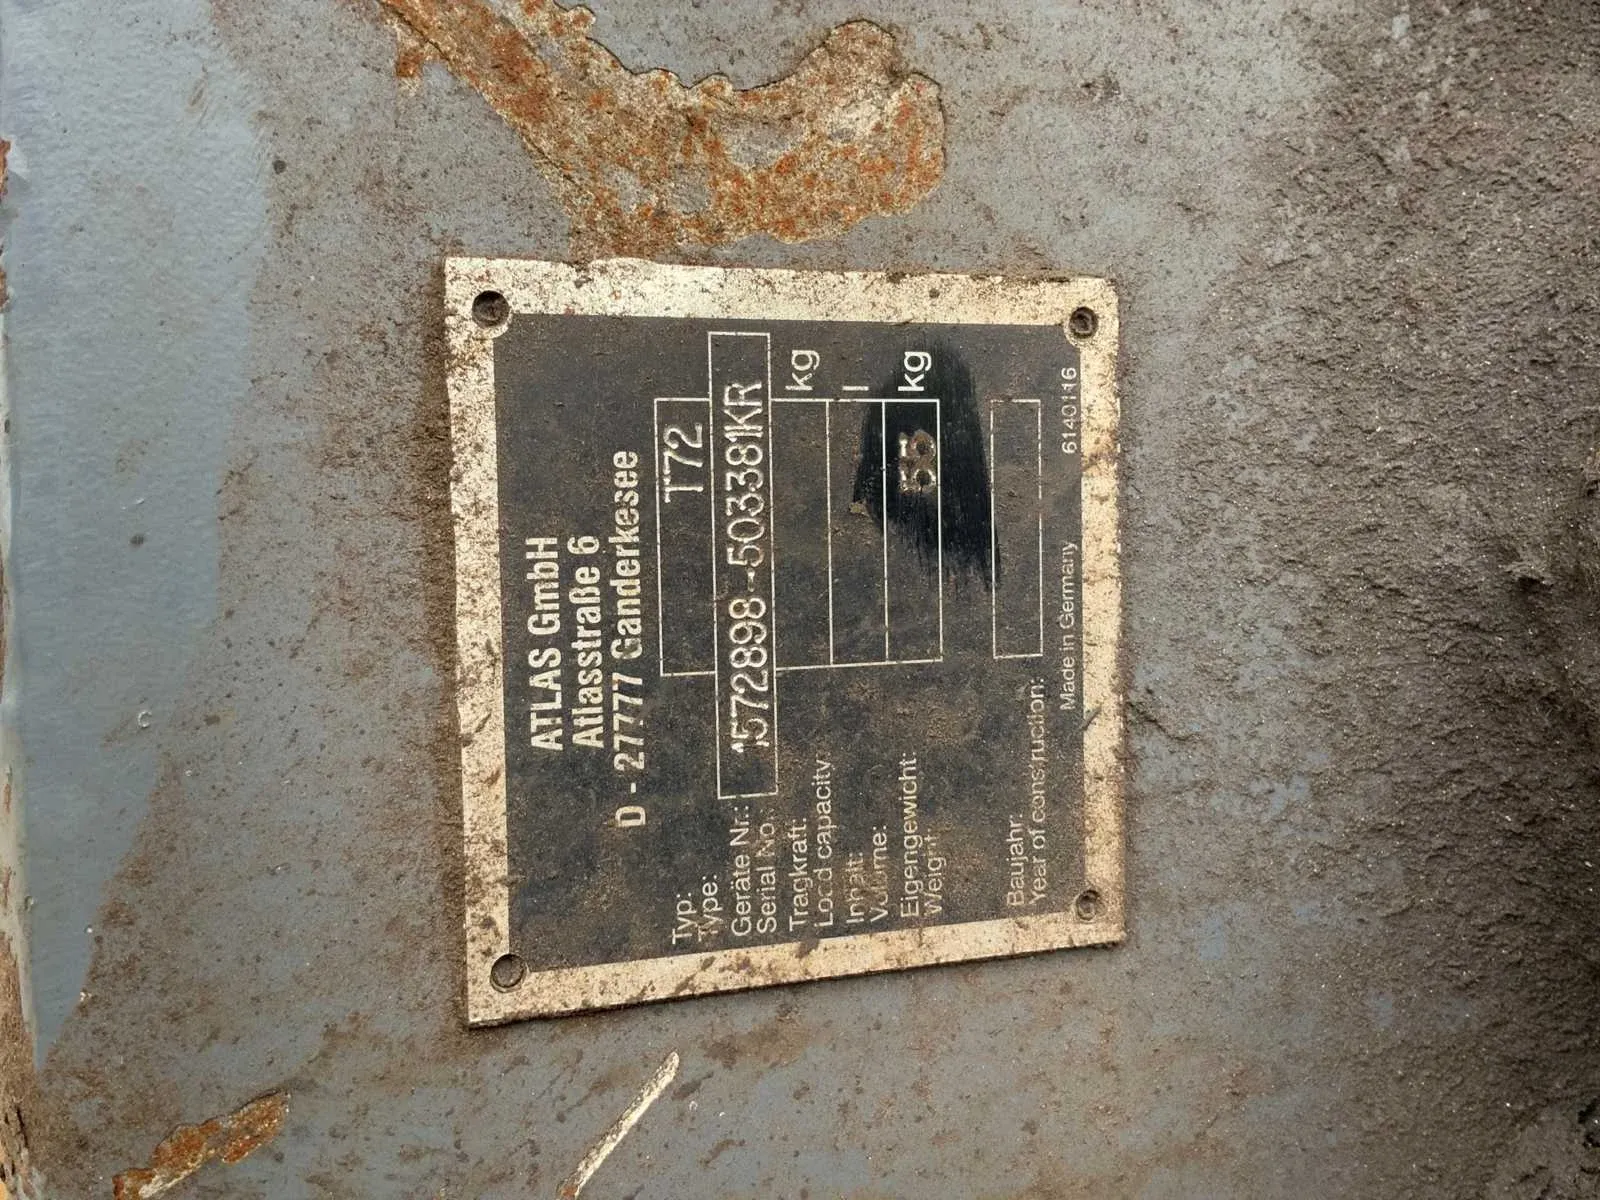 ATLAS GmbH
Atlasstraße 6
D - 27777 Ganderkesee
Typ:
Type: T72
Geräte Nr.:
Serial No.: 1572898-503381KR
Tragkraft:
Load capacity kg
Inhalt:
Volume: l
Eigengewicht:
Weight: 55 kg
Baujahr:
Year of construction:
Made in Germany 6140116